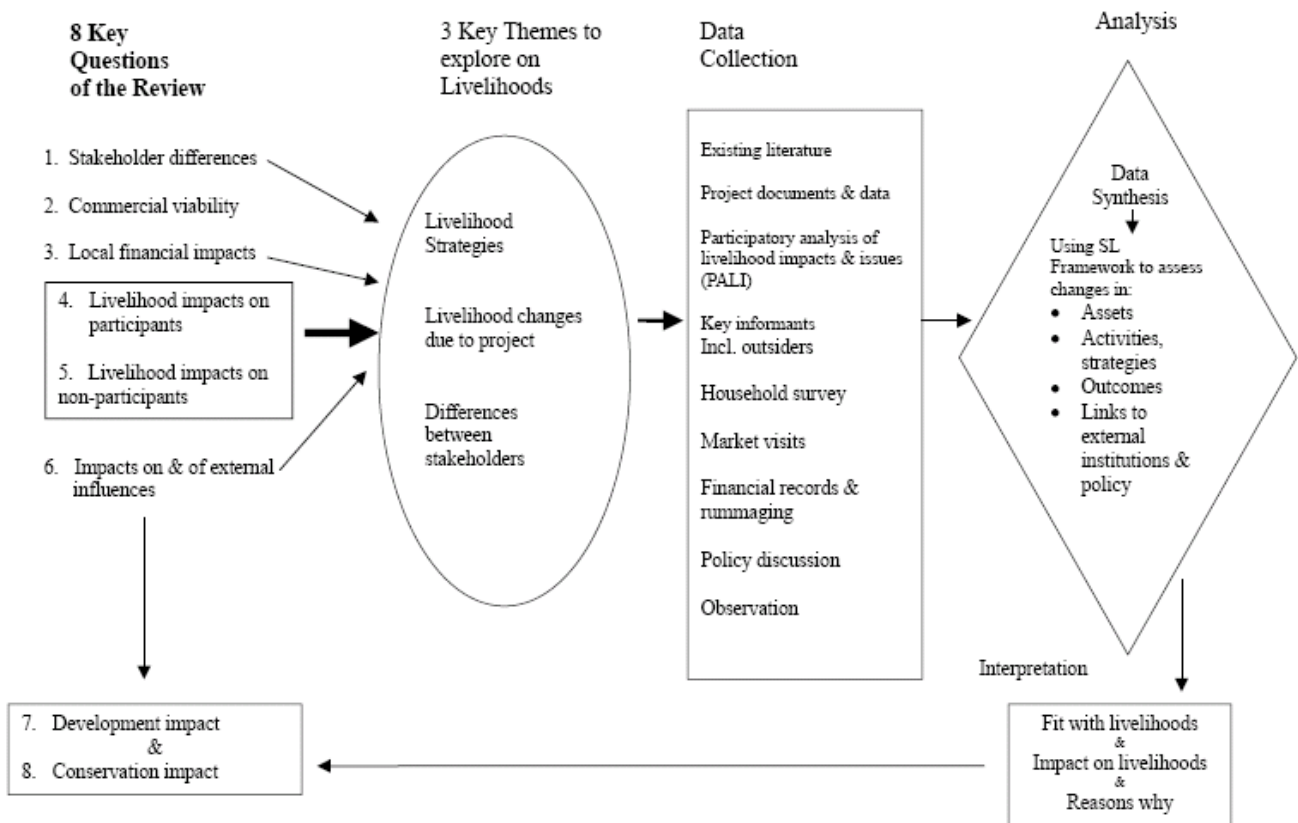 8 Key
Questions
of the Review
1. Stakeholder differences
2. Commercial viability
3. Local financial impacts
4. Livelihood impacts on
participants
5. Livelihood impacts on
non-participants
6. Impacts on & of external
influences
7. Development impact
&
8. Conservation impact
3 Key Themes to
explore on
Livelihoods
Livelihood
Strategies
Livelihood changes
due to project
Differences
between
stakeholders
Data
Collection
Existing literature
Project documents & data
Participatory analysis of
livelihood impacts & issues
(PALI)
Key informants
Incl. outsiders
Household survey
Market visits
Financial records &
rummaging
Policy discussion
Observation
Analysis
Data
Synthesis
Using SL
Framework to assess
changes in:
• Assets
• Activities,
strategies
• Outcomes
• Links to
external
institutions &
policy
Interpretation
Fit with livelihoods
&
Impact on livelihoods
&
Reasons why